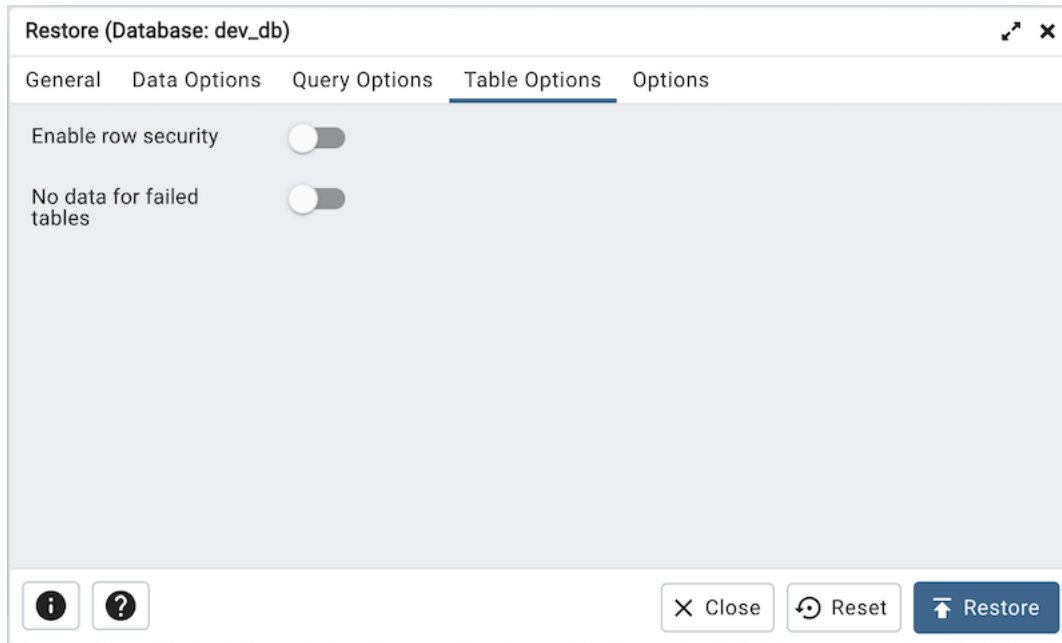 Restore (Database: dev_db)
General Data Options Query Options Table Options Options
Enable row security
No data for failed
tables
Close Reset Restore